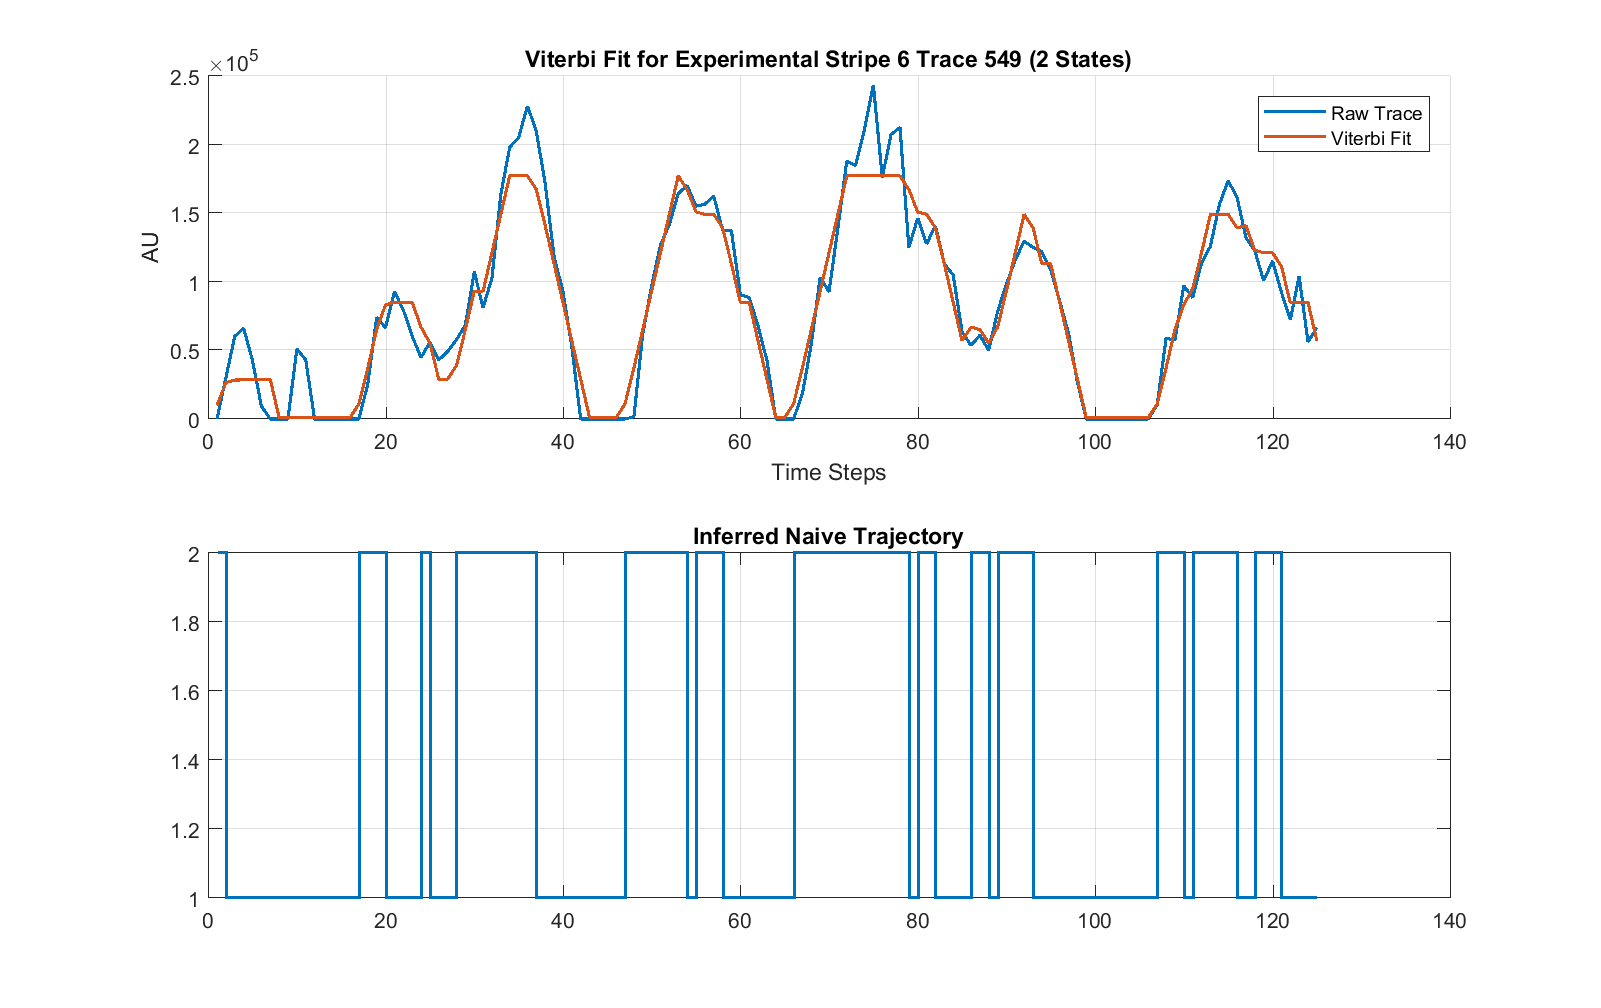 Viterbi Fit for Experimental Stripe 6 Trace 549 (2 States)
×10^5
2.5
2
1.5
1
0.5
0
AU
Raw Trace
Viterbi Fit
0 20 40 60 80 100 120 140
Time Steps
Inferred Naive Trajectory
2
1.8
1.6
1.4
1.2
1
0 20 40 60 80 100 120 140